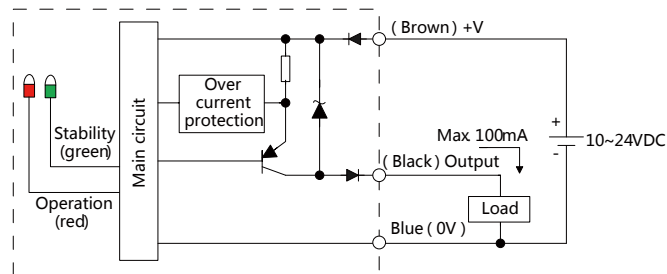 (Brown) +V
Over
current
protection
Main circuit
Stability
(green)
Operation
(red)
Max. 100mA
+
-
10~24VDC
(Black) Output
Load
Blue (0V)